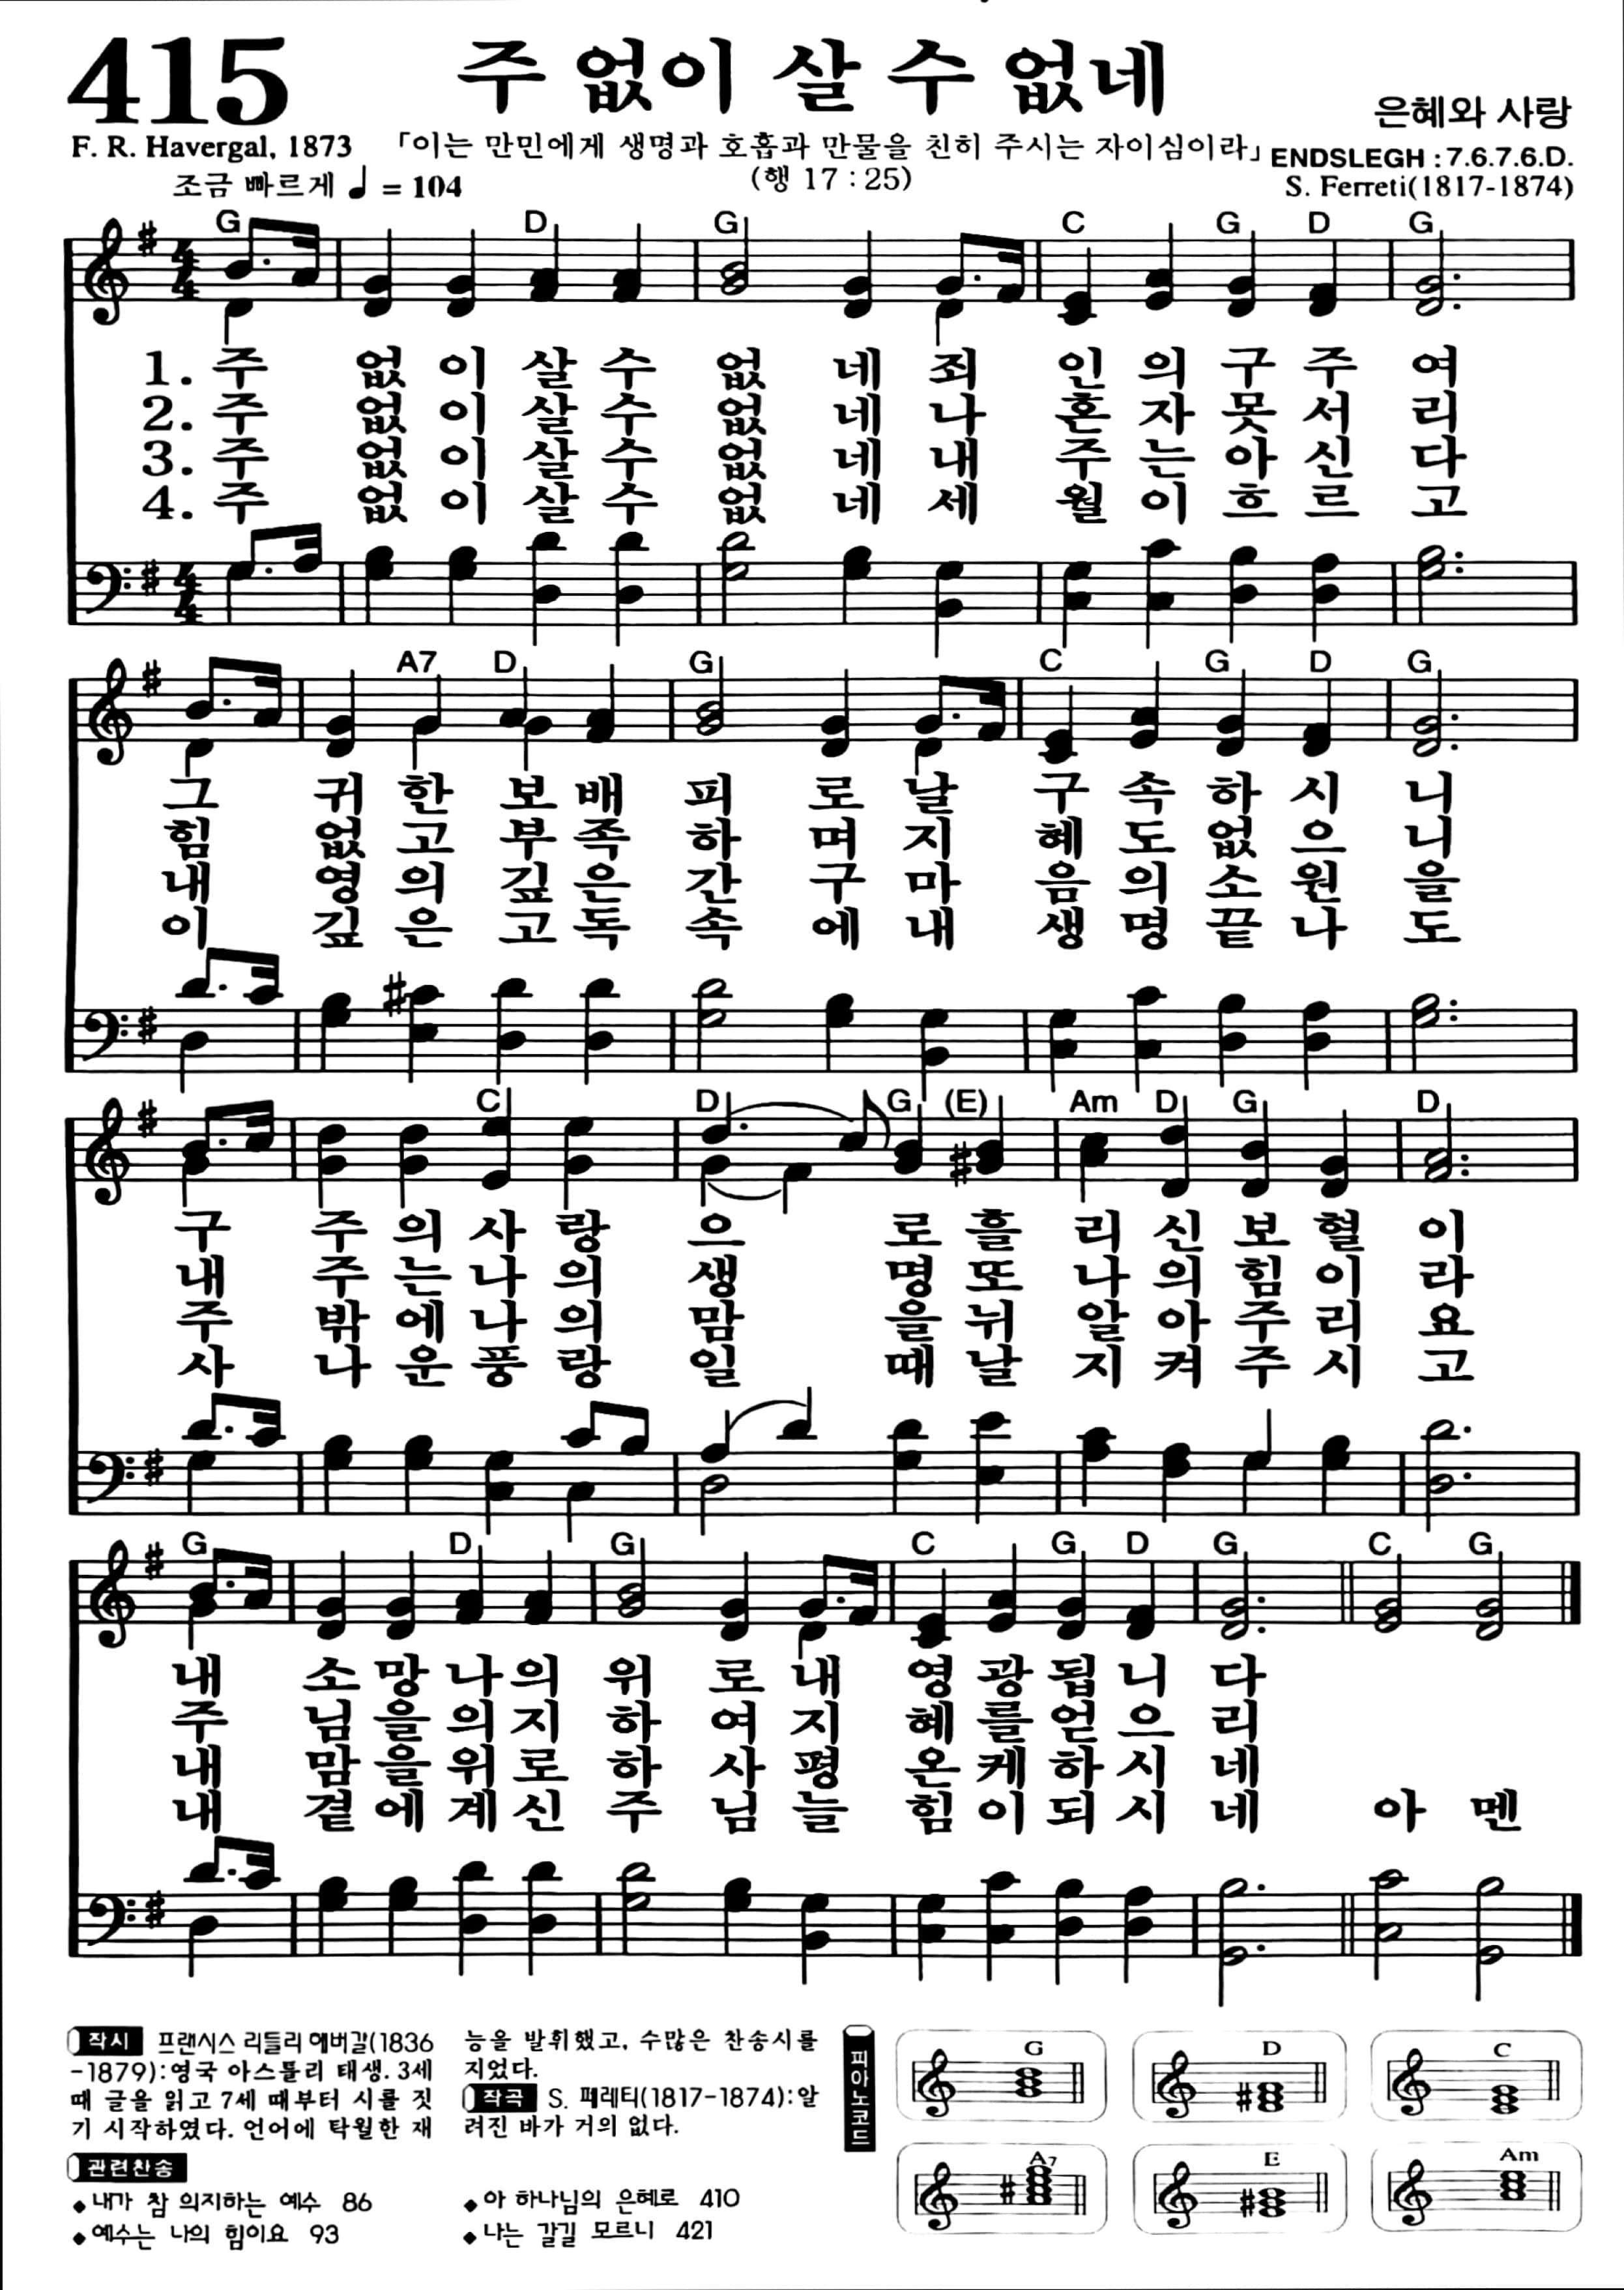 415
주 없이 살 수 없네
은혜와 사랑
F. R. Havergal, 1873
「이는 만민에게 생명과 호흡과 만물을 친히 주시는 자이심이라」
ENDSLEGH : 7.6.7.6.D.
조금 빠르게 ♩ = 104
(행 17 : 25)
S. Ferreti(1817-1874)
G D G C G D G
4/4
1. 주 없 이 살 수 없 네 죄 인 의 구 주 여
2. 주 없 이 살 수 없 네 나 혼 자 못 서 리
3. 주 없 이 살 수 없 네 내 주 는 아 신 다
4. 주 없 이 살 수 없 네 세 월 이 흐 르 고
4/4
A7 D G C G D G
그 귀 한 보 배 피 로 날 구 속 하 시 니
힘 없 고 부 족 하 며 지 혜 도 없 으 니
내 영 의 깊 은 간 구 마 음 의 소 원 을
이 깊 은 고 독 속 에 내 생 명 끝 나 도
C D G (E) Am D G D
구 주 의 사 랑 으 로 흘 리 신 보 혈 이
내 주 는 나 의 생 명 또 나 의 힘 이 라
주 밖 에 나 의 맘 을 뉘 알 아 주 리 요
사 나 운 풍 랑 일 때 날 지 켜 주 시 고
G D G C G D G C G
내 소 망 나 의 위 로 내 영 광 됩 니 다
주 님 을 의 지 하 여 지 혜 를 얻 으 리
내 맘 을 위 로 하 사 평 온 케 하 시 네
내 곁 에 계 신 주 님 늘 힘 이 되 시 네 아 멘
작시 프랜시스 리들리 애버갈(1836
-1879):영국 아스톨리 태생. 3세
때 글을 읽고 7세 때부터 시를 짓
기 시작하였다. 언어에 탁월한 재
능을 발휘했고, 수많은 찬송시를
지었다.
작곡 S. 페레티(1817-1874):알
려진 바가 거의 없다.
관련찬송
◆내가 참 의지하는 예수 86
◆예수는 나의 힘이요 93
◆아 하나님의 은혜로 410
◆나는 갈길 모르니 421
피아노코드
G D C
A7 E Am